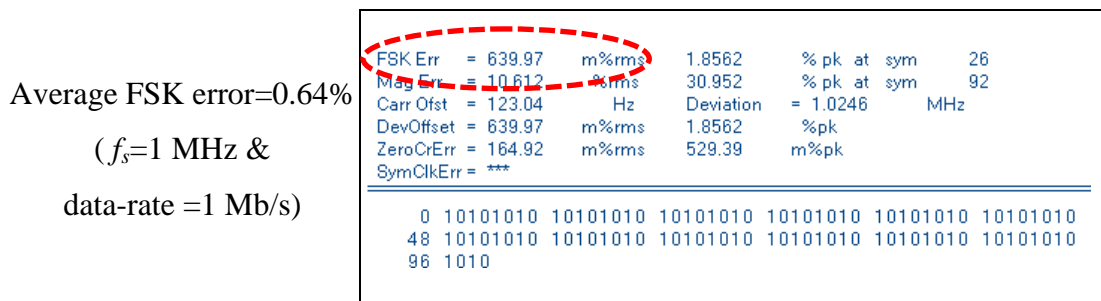 Average FSK error=0.64%
( fs=1 MHz &
data-rate =1 Mb/s)
FSK Err = 639.97 m%rms 1.8562 % pk at sym 26
Mag Err = 10.612 %rms 30.952 % pk at sym 92
Carr Ofst = 123.04 Hz Deviation = 1.0246 MHz
DevOffset = 639.97 m%rms 1.8562 %pk
ZeroCrErr = 164.92 m%rms 529.39 m%pk
SymClkErr = ***
0 10101010 10101010 10101010 10101010 10101010 10101010
48 10101010 10101010 10101010 10101010 10101010 10101010
96 1010